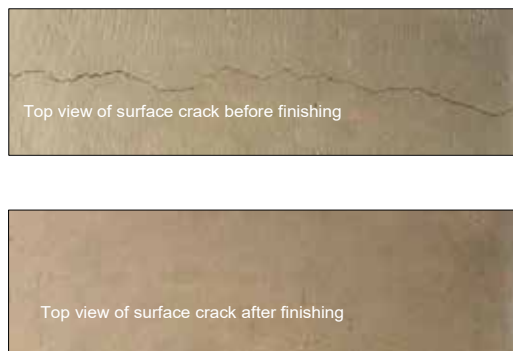 Top view of surface crack before finishing
Top view of surface crack after finishing